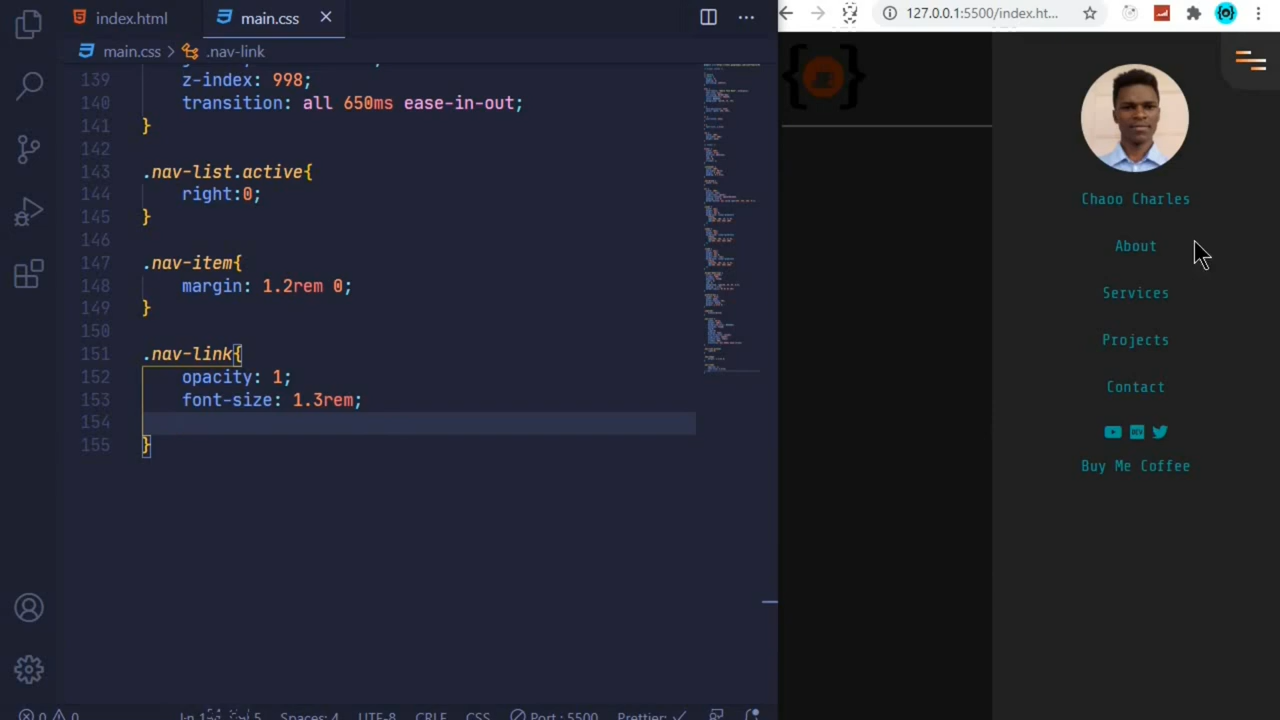 index.html
main.css
127.0.0.1:5500/index.ht...
main.css > .nav-link
139 z-index: 998;
140 transition: all 650ms ease-in-out;
141 }
142
143 .nav-list.active{
144 right:0;
145 }
146
147 .nav-item{
148 margin: 1.2rem 0;
149 }
150
151 .nav-link{
152 opacity: 1;
153 font-size: 1.3rem;
154
155 }
Chaoo Charles
About
Services
Projects
Contact
DEV
Buy Me Coffee
0 0
Spaces: 4
UTF-8
CRLF
CSS
Port : 5500
Prettier: ✓